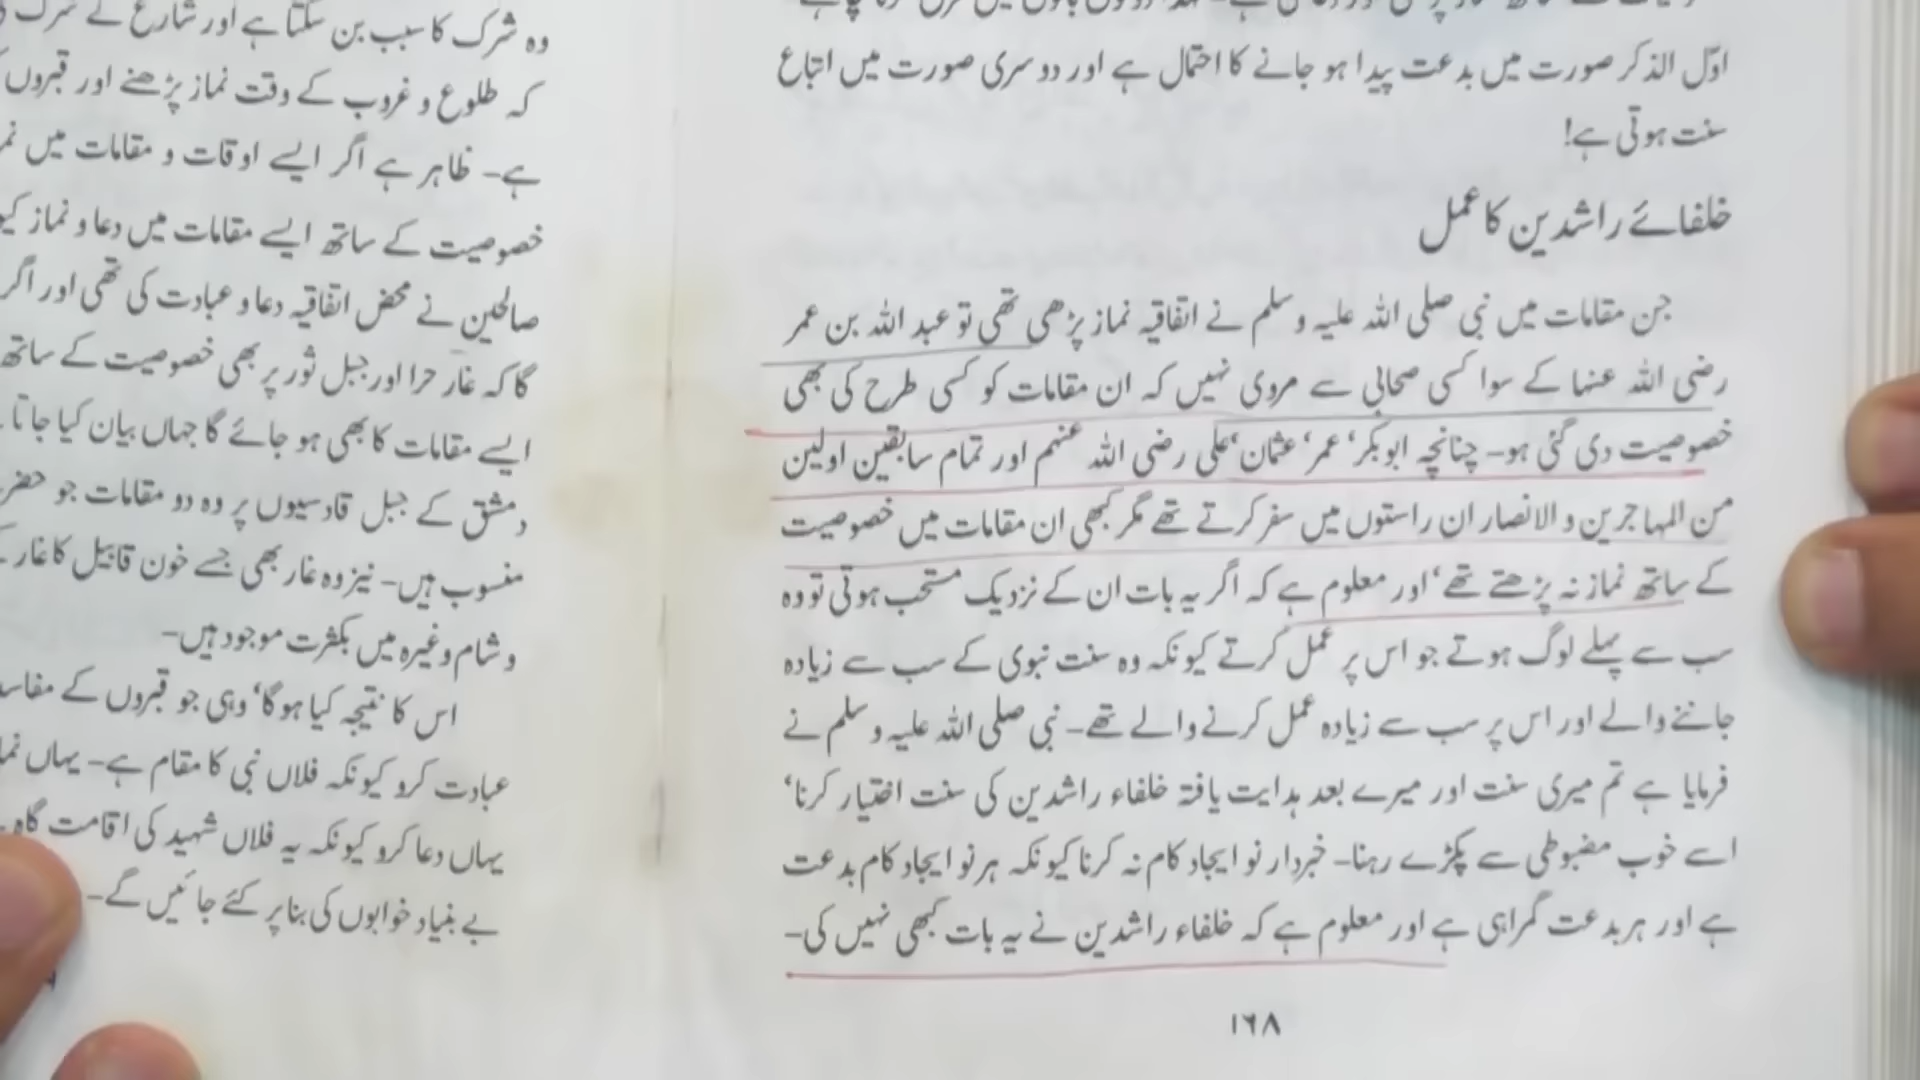 اوّل الذکر صورت میں بدعت پیدا ہو جانے کا احتمال ہے اور دوسری صورت میں اتباع
سنت ہوتی ہے!
خلفائے راشدین کا عمل
جن مقامات میں نبی صلی اللہ علیہ وسلم نے اتفاقیہ نماز پڑھی تھی تو عبد اللہ بن عمر
رضی اللہ عنہا کے سوا کسی صحابی سے مروی نہیں کہ ان مقامات کو کسی طرح کی بھی
خصوصیت دی گئی ہو۔ چنانچہ ابوبکر‘ عمر‘ عثمان‘ علی رضی اللہ عنہم اور تمام سابقین اولین
من المہاجرین والانصار ان راستوں میں سفر کرتے تھے مگر کبھی ان مقامات میں خصوصیت
کے ساتھ نماز نہ پڑھتے تھے‘ اور معلوم ہے کہ اگر یہ بات ان کے نزدیک مستحب ہوتی تو وہ
سب سے پہلے لوگ ہوتے جو اس پر عمل کرتے کیونکہ وہ سنت نبوی کے سب سے زیادہ
جاننے والے اور اس پر سب سے زیادہ عمل کرنے والے تھے۔ نبی صلی اللہ علیہ وسلم نے
فرمایا ہے تم میری سنت اور میرے بعد ہدایت یافتہ خلفاء راشدین کی سنت اختیار کرنا‘
اسے خوب مضبوطی سے پکڑے رہنا۔ خبردار نو ایجاد کام نہ کرنا کیونکہ ہر نو ایجاد کام بدعت
ہے اور ہر بدعت گمراہی ہے اور معلوم ہے کہ خلفاء راشدین نے یہ بات کبھی نہیں کی۔
۱۶۸
وہ شرک کا سبب بن سکتا ہے اور شارع نے شرک
کہ طلوع و غروب کے وقت نماز پڑھنے اور قبروں
ہے۔ ظاہر ہے اگر ایسے اوقات و مقامات میں
خصوصیت کے ساتھ ایسے مقامات میں دعا و نماز
صالحین نے محض اتفاقیہ دعا و عبادت کی تھی اور اگر
گا کہ غار حرا اور جبل ثور پر بھی خصوصیت کے ساتھ
ایسے مقامات کا بھی ہو جائے گا جہاں بیان کیا جاتا
دمشق کے جبل قادسیوں پر وہ دو مقامات جو
منسوب ہیں۔ نیز وہ غار بھی جسے خون قابیل کا غار
و شام وغیرہ میں بکثرت موجود ہیں۔
اس کا نتیجہ کیا ہوگا‘ وہی جو قبروں کے
عبادت کرو کیونکہ فلاں نبی کا مقام ہے۔ یہاں
یہاں دعا کرو کیونکہ یہ فلاں شہید کی اقامت گاہ
بے بنیاد خوابوں کی بنا پر کئے جائیں گے۔